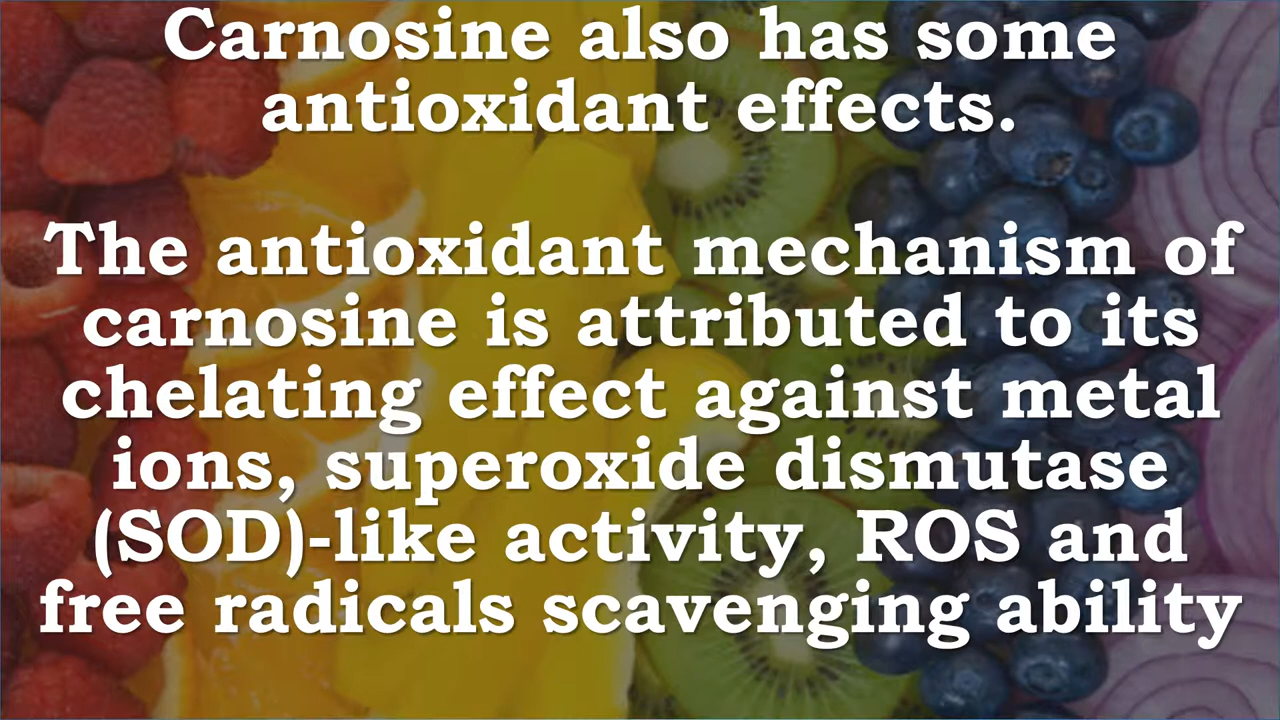 Carnosine also has some
antioxidant effects.
The antioxidant mechanism of
carnosine is attributed to its
chelating effect against metal
ions, superoxide dismutase
(SOD)-like activity, ROS and
free radicals scavenging ability